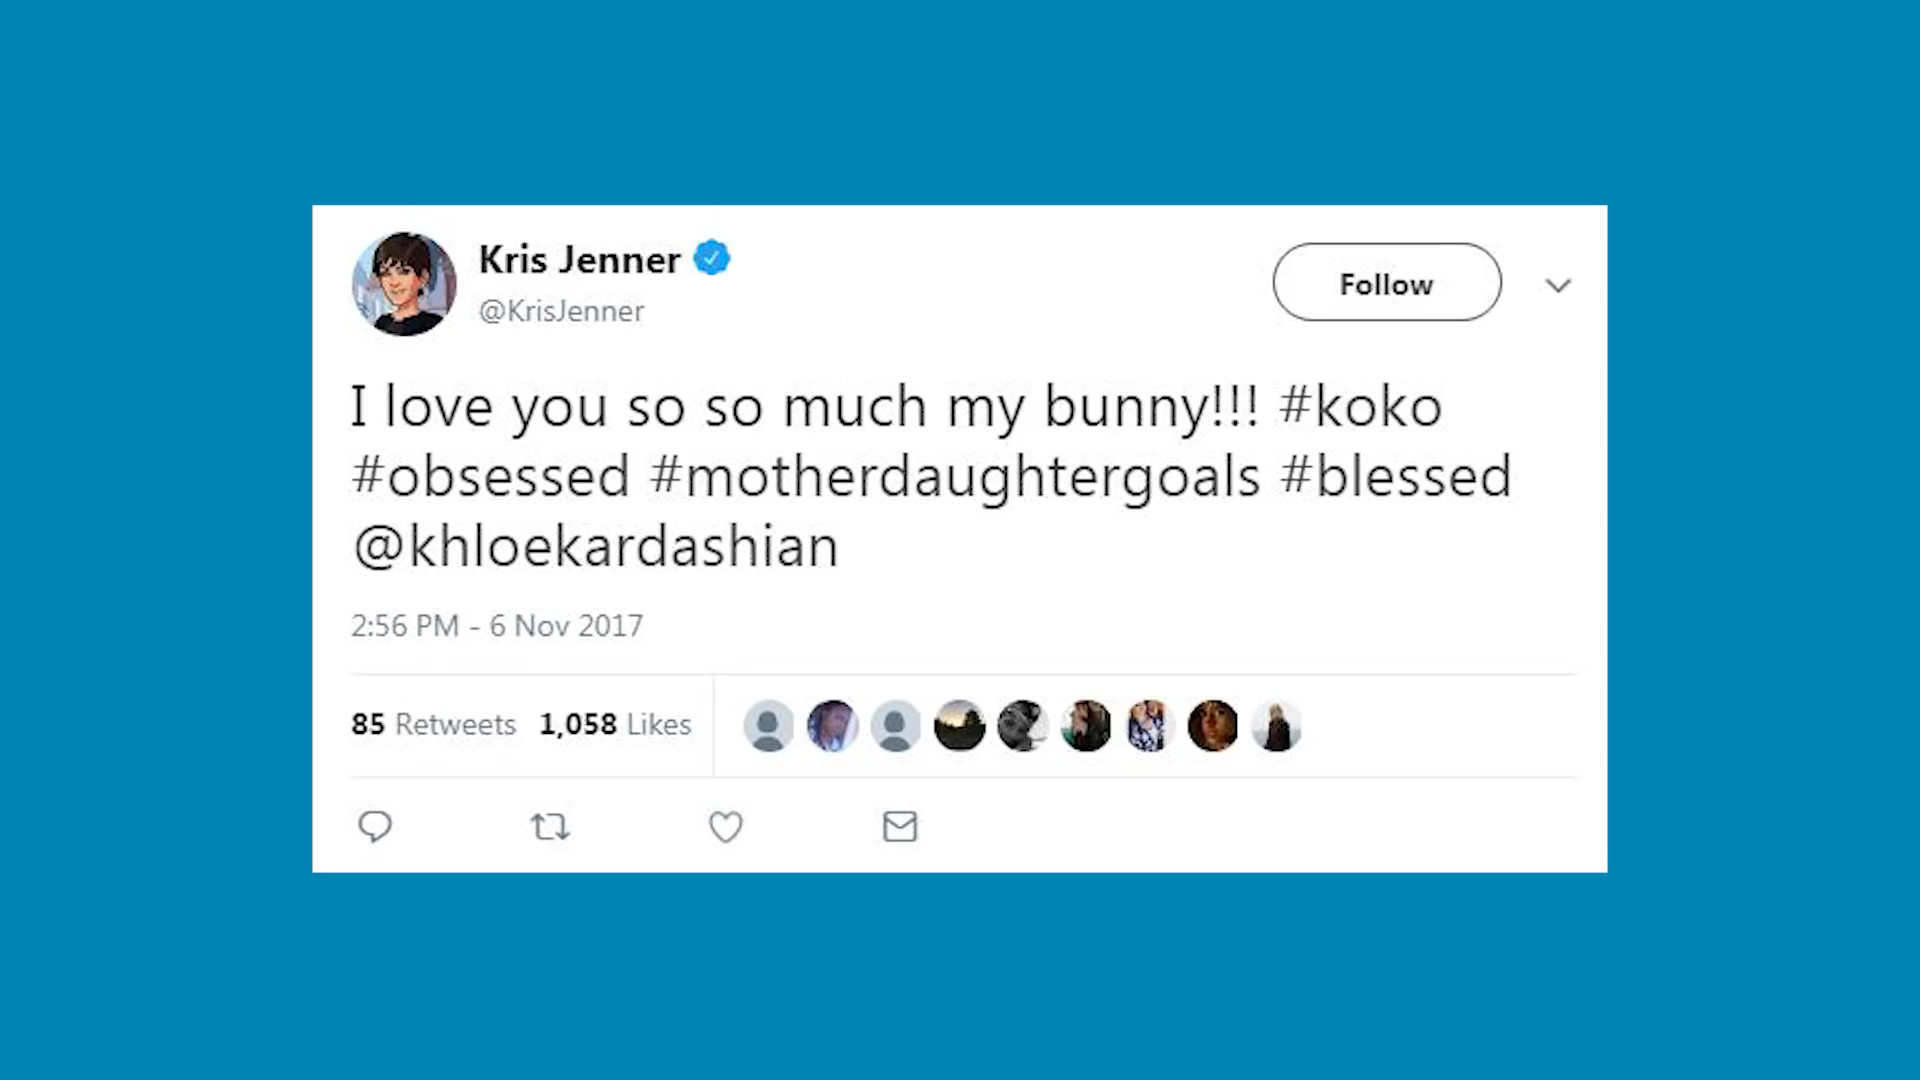 Kris Jenner
@KrisJenner
Follow
I love you so so much my bunny!!! #koko
#obsessed #motherdaughtergoals #blessed
@khloekardashian
2:56 PM - 6 Nov 2017
85 Retweets 1,058 Likes